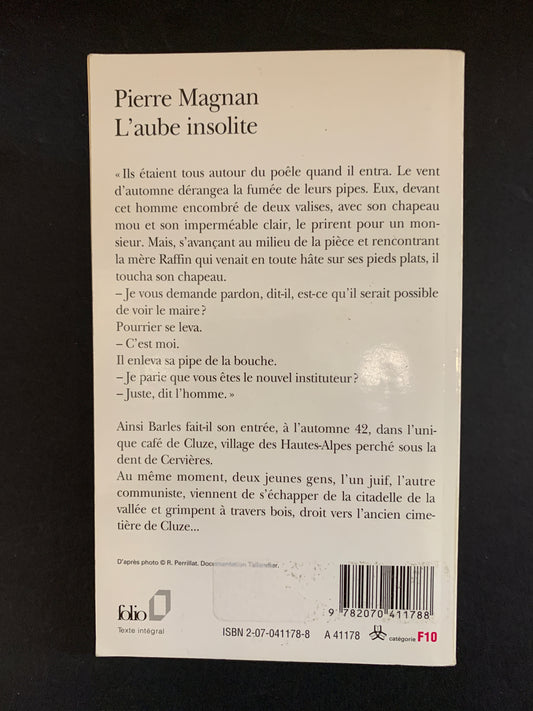 Pierre Magnan
L'aube insolite
« Ils étaient tous autour du poêle quand il entra. Le vent
d'automne dérangea la fumée de leurs pipes. Eux, devant
cet homme encombré de deux valises, avec son chapeau
mou et son imperméable clair, le prirent pour un mon-
sieur. Mais, s'avançant au milieu de la pièce et rencontrant
la mère Raffin qui venait en toute hâte sur ses pieds plats, il
toucha son chapeau.
– Je vous demande pardon, dit-il, est-ce qu'il serait possible
de voir le maire ?
Pourrier se leva.
– C'est moi.
Il enleva sa pipe de la bouche.
– Je parie que vous êtes le nouvel instituteur ?
– Juste, dit l'homme. »
Ainsi Barles fait-il son entrée, à l'automne 42, dans l'uni-
que café de Cluze, village des Hautes-Alpes perché sous la
dent de Cervières.
Au même moment, deux jeunes gens, l'un juif, l'autre
communiste, viennent de s'échapper de la citadelle de la
vallée et grimpent à travers bois, droit vers l'ancien cime-
tière de Cluze...
D'après photo © R. Perrillat. Documentation Tallandier.
9 782070 411788
folio
Texte intégral
ISBN 2-07-041178-8 A 41178 catégorie F10